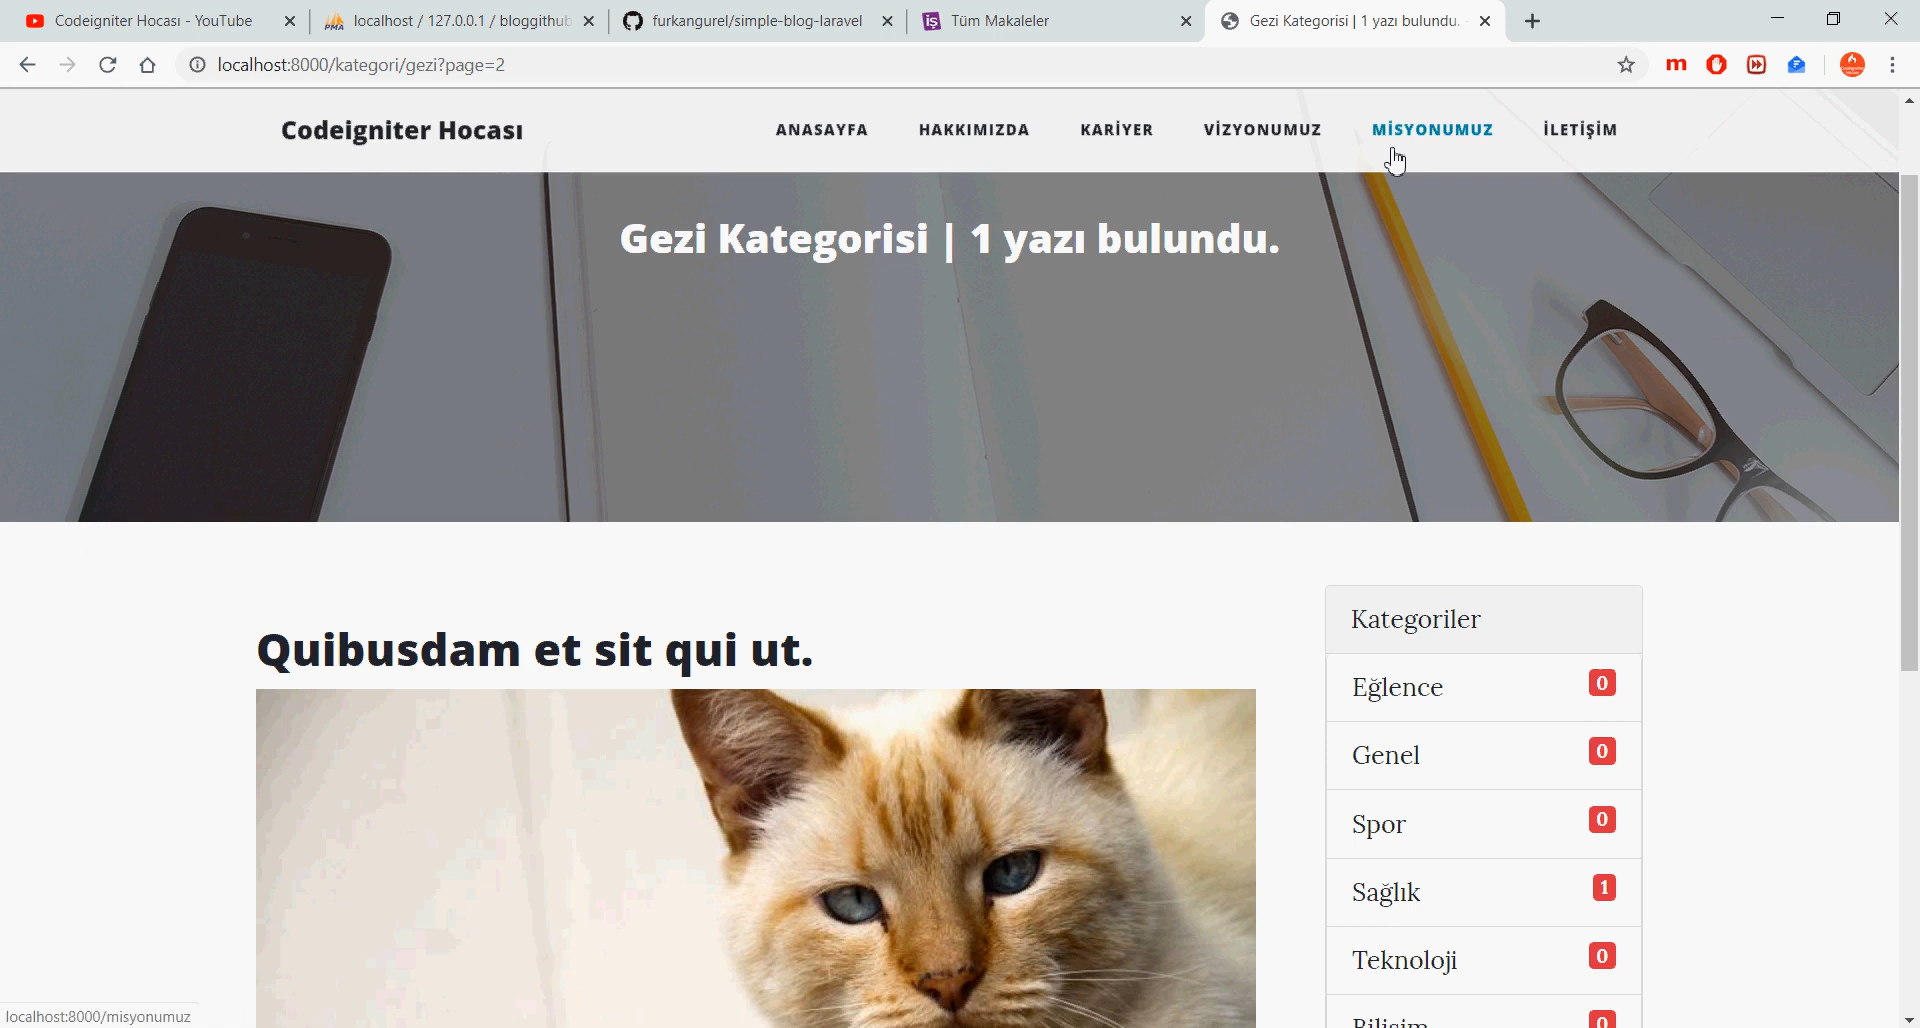 Codeigniter Hocası - YouTube
localhost / 127.0.0.1 / bloggithub
furkangurel/simple-blog-laravel
Tüm Makaleler
Gezi Kategorisi | 1 yazı bulundu.
localhost:8000/kategori/gezi?page=2
Codeigniter Hocası
ANASAYFA
HAKKIMIZDA
KARİYER
VİZYONUMUZ
MİSYONUMUZ
İLETİŞİM
Gezi Kategorisi | 1 yazı bulundu.
Quibusdam et sit qui ut.
Kategoriler
Eğlence 0
Genel 0
Spor 0
Sağlık 1
Teknoloji 0
Bilişim 0
localhost:8000/misyonumuz